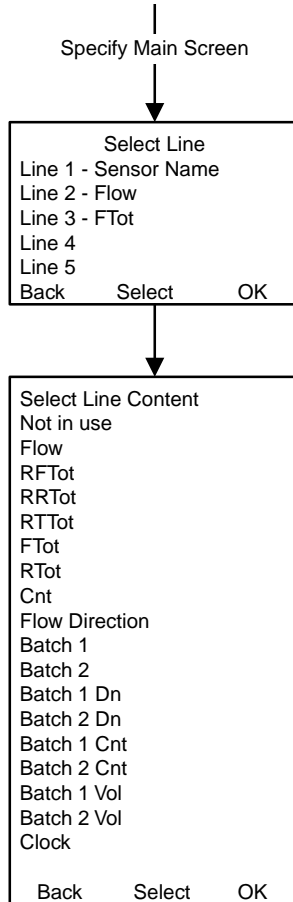 Specify Main Screen
Select Line
Line 1 - Sensor Name
Line 2 - Flow
Line 3 - FTot
Line 4
Line 5
Back Select OK
Select Line Content
Not in use
Flow
RFTot
RRTot
RTTot
FTot
RTot
Cnt
Flow Direction
Batch 1
Batch 2
Batch 1 Dn
Batch 2 Dn
Batch 1 Cnt
Batch 2 Cnt
Batch 1 Vol
Batch 2 Vol
Clock
Back Select OK